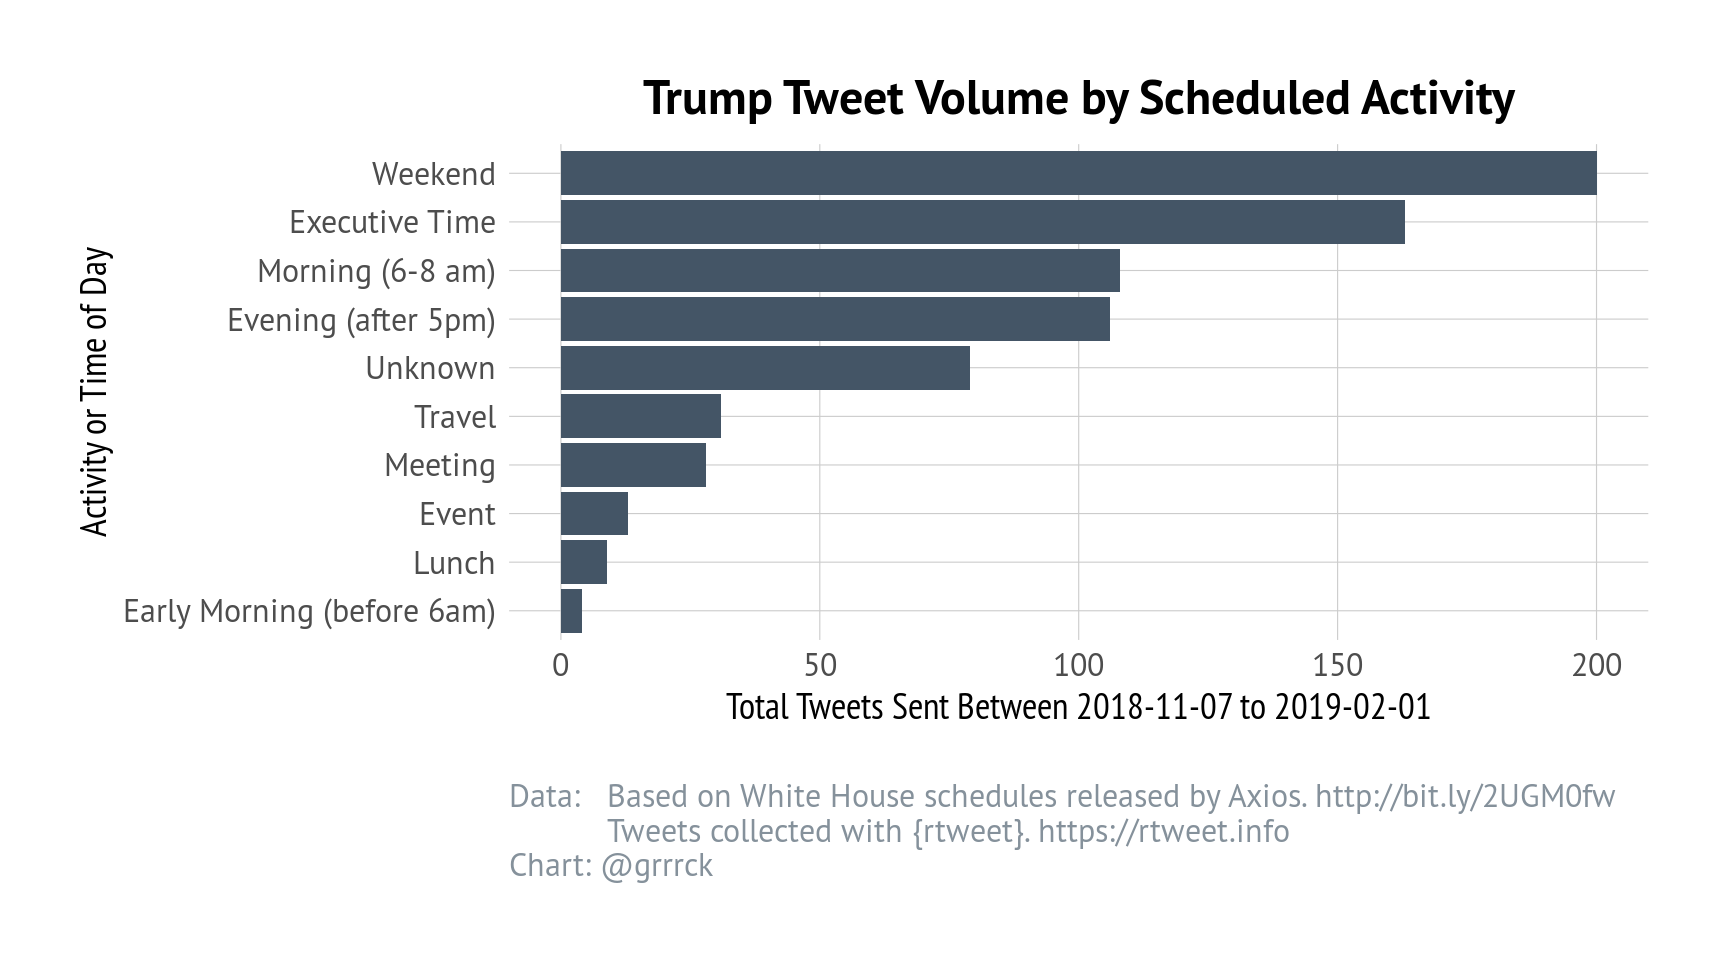 Trump Tweet Volume by Scheduled Activity
Activity or Time of Day
Weekend
Executive Time
Morning (6-8 am)
Evening (after 5pm)
Unknown
Travel
Meeting
Event
Lunch
Early Morning (before 6am)
0 50 100 150 200
Total Tweets Sent Between 2018-11-07 to 2019-02-01
Data: Based on White House schedules released by Axios. http://bit.ly/2UGM0fw
Tweets collected with {rtweet}. https://rtweet.info
Chart: @grrrck